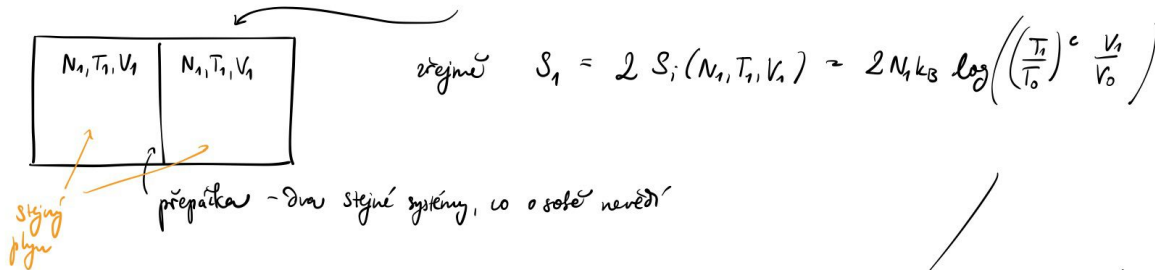 N₁, T₁, V₁ | N₁, T₁, V₁
zřejmě S₁ = 2 Sᵢ(N₁, T₁, V₁) = 2 N₁ k_B log((T₁/T₀)^c V₁/V₀)
přepážka - dva stejné systémy, co o sobě nevědí
stejný
plyn